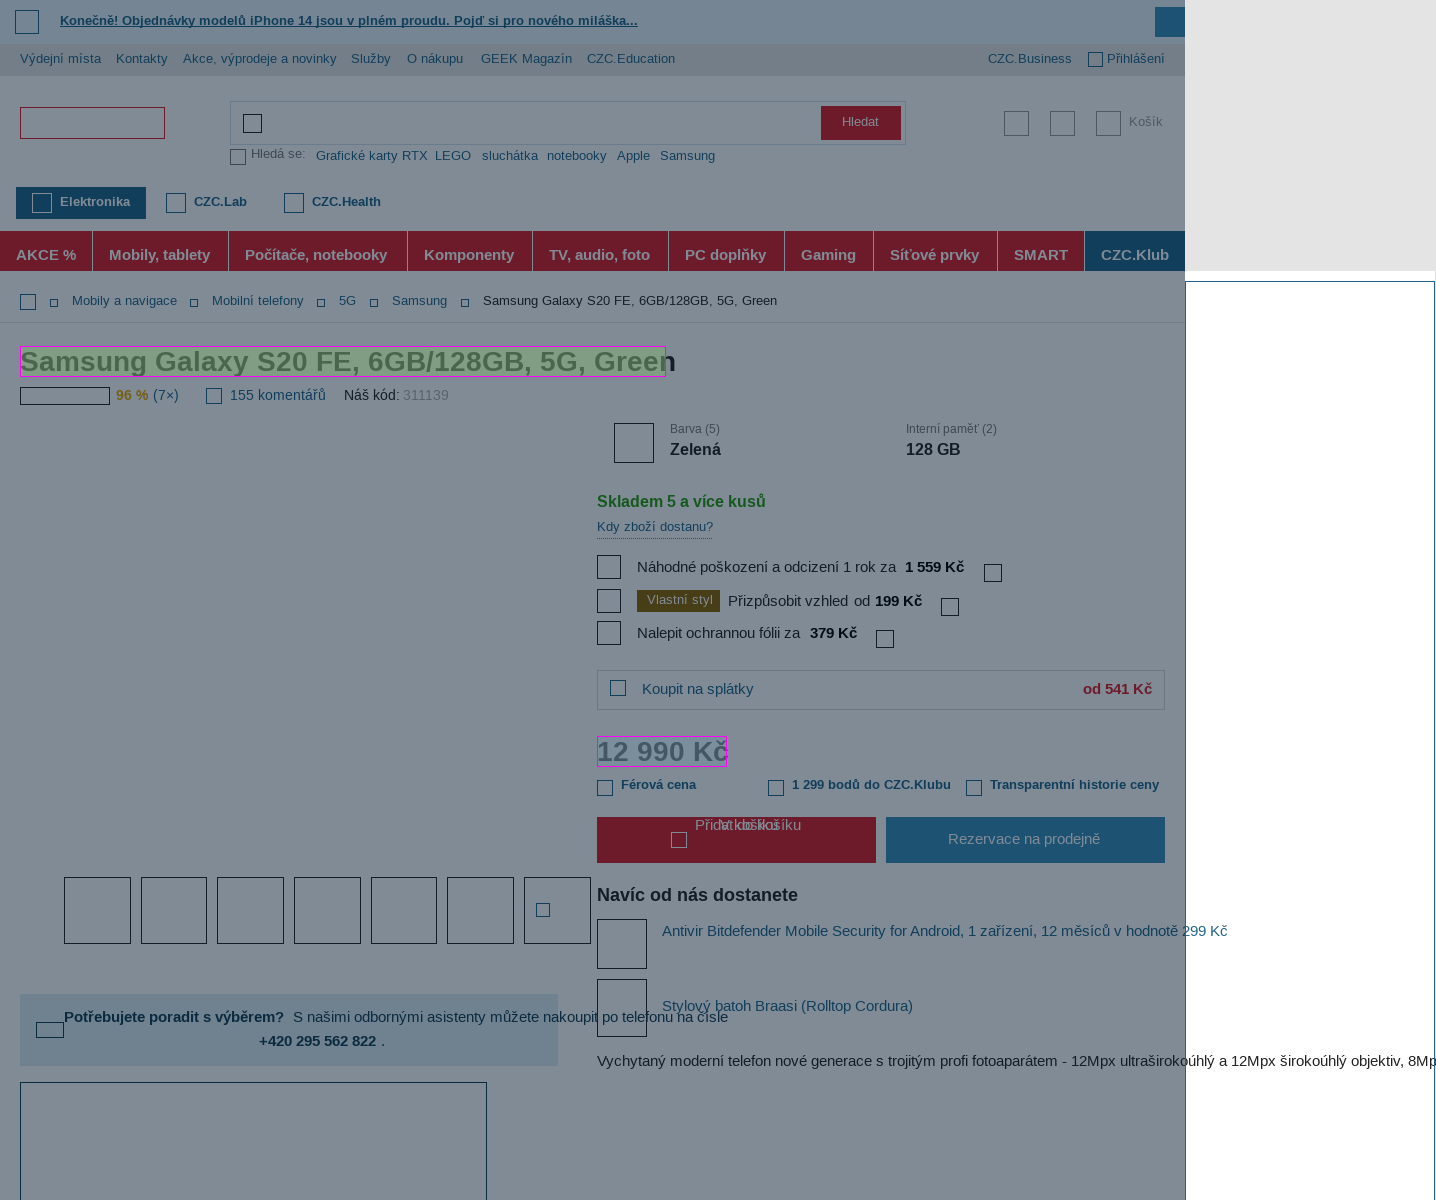 Konečně! Objednávky modelů iPhone 14 jsou v plném proudu. Pojď si pro nového miláška...
Výdejní místa Kontakty Akce, výprodeje a novinky Služby O nákupu GEEK Magazín CZC.Education CZC.Business Přihlášení
Hledat Košík
Hledá se: Grafické karty RTX LEGO sluchátka notebooky Apple Samsung
Elektronika CZC.Lab CZC.Health
AKCE % Mobily, tablety Počítače, notebooky Komponenty TV, audio, foto PC doplňky Gaming Síťové prvky SMART CZC.Klub
Mobily a navigace Mobilní telefony 5G Samsung Samsung Galaxy S20 FE, 6GB/128GB, 5G, Green
Samsung Galaxy S20 FE, 6GB/128GB, 5G, Green
96 % (7×) 155 komentářů Náš kód: 311139
Barva (5) Interní paměť (2)
Zelená 128 GB
Skladem 5 a více kusů
Kdy zboží dostanu?
Náhodné poškození a odcizení 1 rok za 1 559 Kč
Vlastní styl Přizpůsobit vzhled od 199 Kč
Nalepit ochrannou fólii za 379 Kč
Koupit na splátky od 541 Kč
12 990 Kč
Férová cena 1 299 bodů do CZC.Klubu Transparentní historie ceny
Přidat do košíku V košíku Rezervace na prodejně
Navíc od nás dostanete
Antivir Bitdefender Mobile Security for Android, 1 zařízení, 12 měsíců v hodnotě 299 Kč
Stylový batoh Braasi (Rolltop Cordura)
Potřebujete poradit s výběrem? S našimi odbornými asistenty můžete nakoupit po telefonu na čísle
+420 295 562 822 .
Vychytaný moderní telefon nové generace s trojitým profi fotoaparátem - 12Mpx ultraširokoúhlý a 12Mpx širokoúhlý objektiv, 8Mp